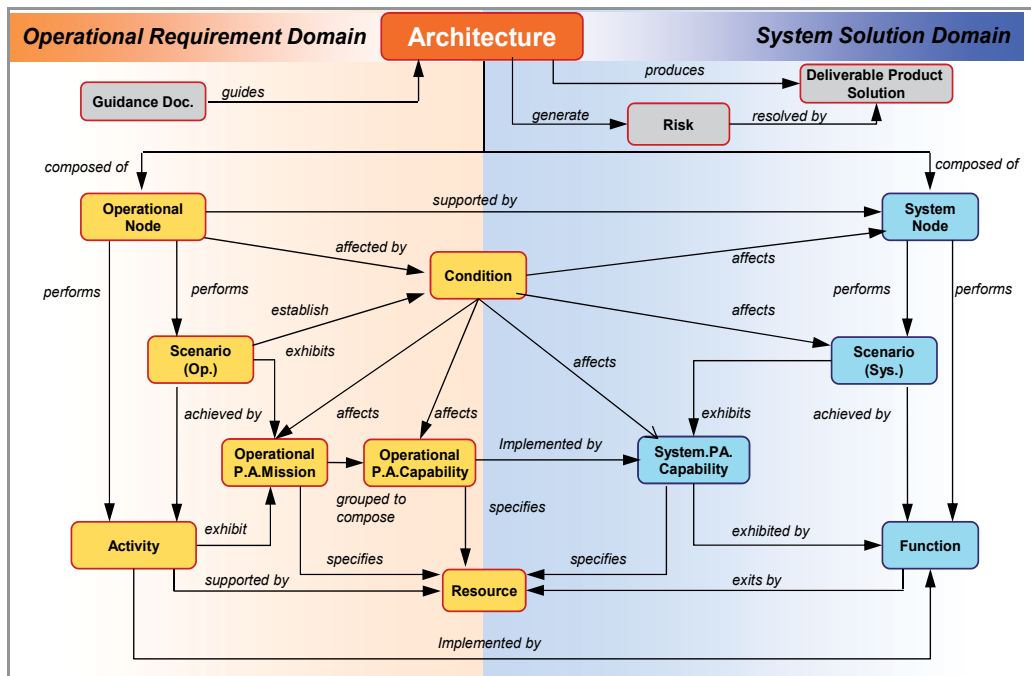 Operational Requirement Domain
Architecture
System Solution Domain
Guidance Doc.
guides
produces
Deliverable Product
Solution
generate
Risk
resolved by
composed of
composed of
Operational
Node
supported by
System
Node
affected by
Condition
affects
performs
performs
performs
performs
establish
affects
Scenario
(Op.)
exhibits
Scenario
(Sys.)
achieved by
affects
affects
affects
exhibits
achieved by
Operational
P.A.Mission
Operational
P.A.Capability
Implemented by
System.PA.
Capability
grouped to
compose
specifies
Activity
exhibit
exhibited by
Function
specifies
specifies
supported by
Resource
exits by
Implemented by